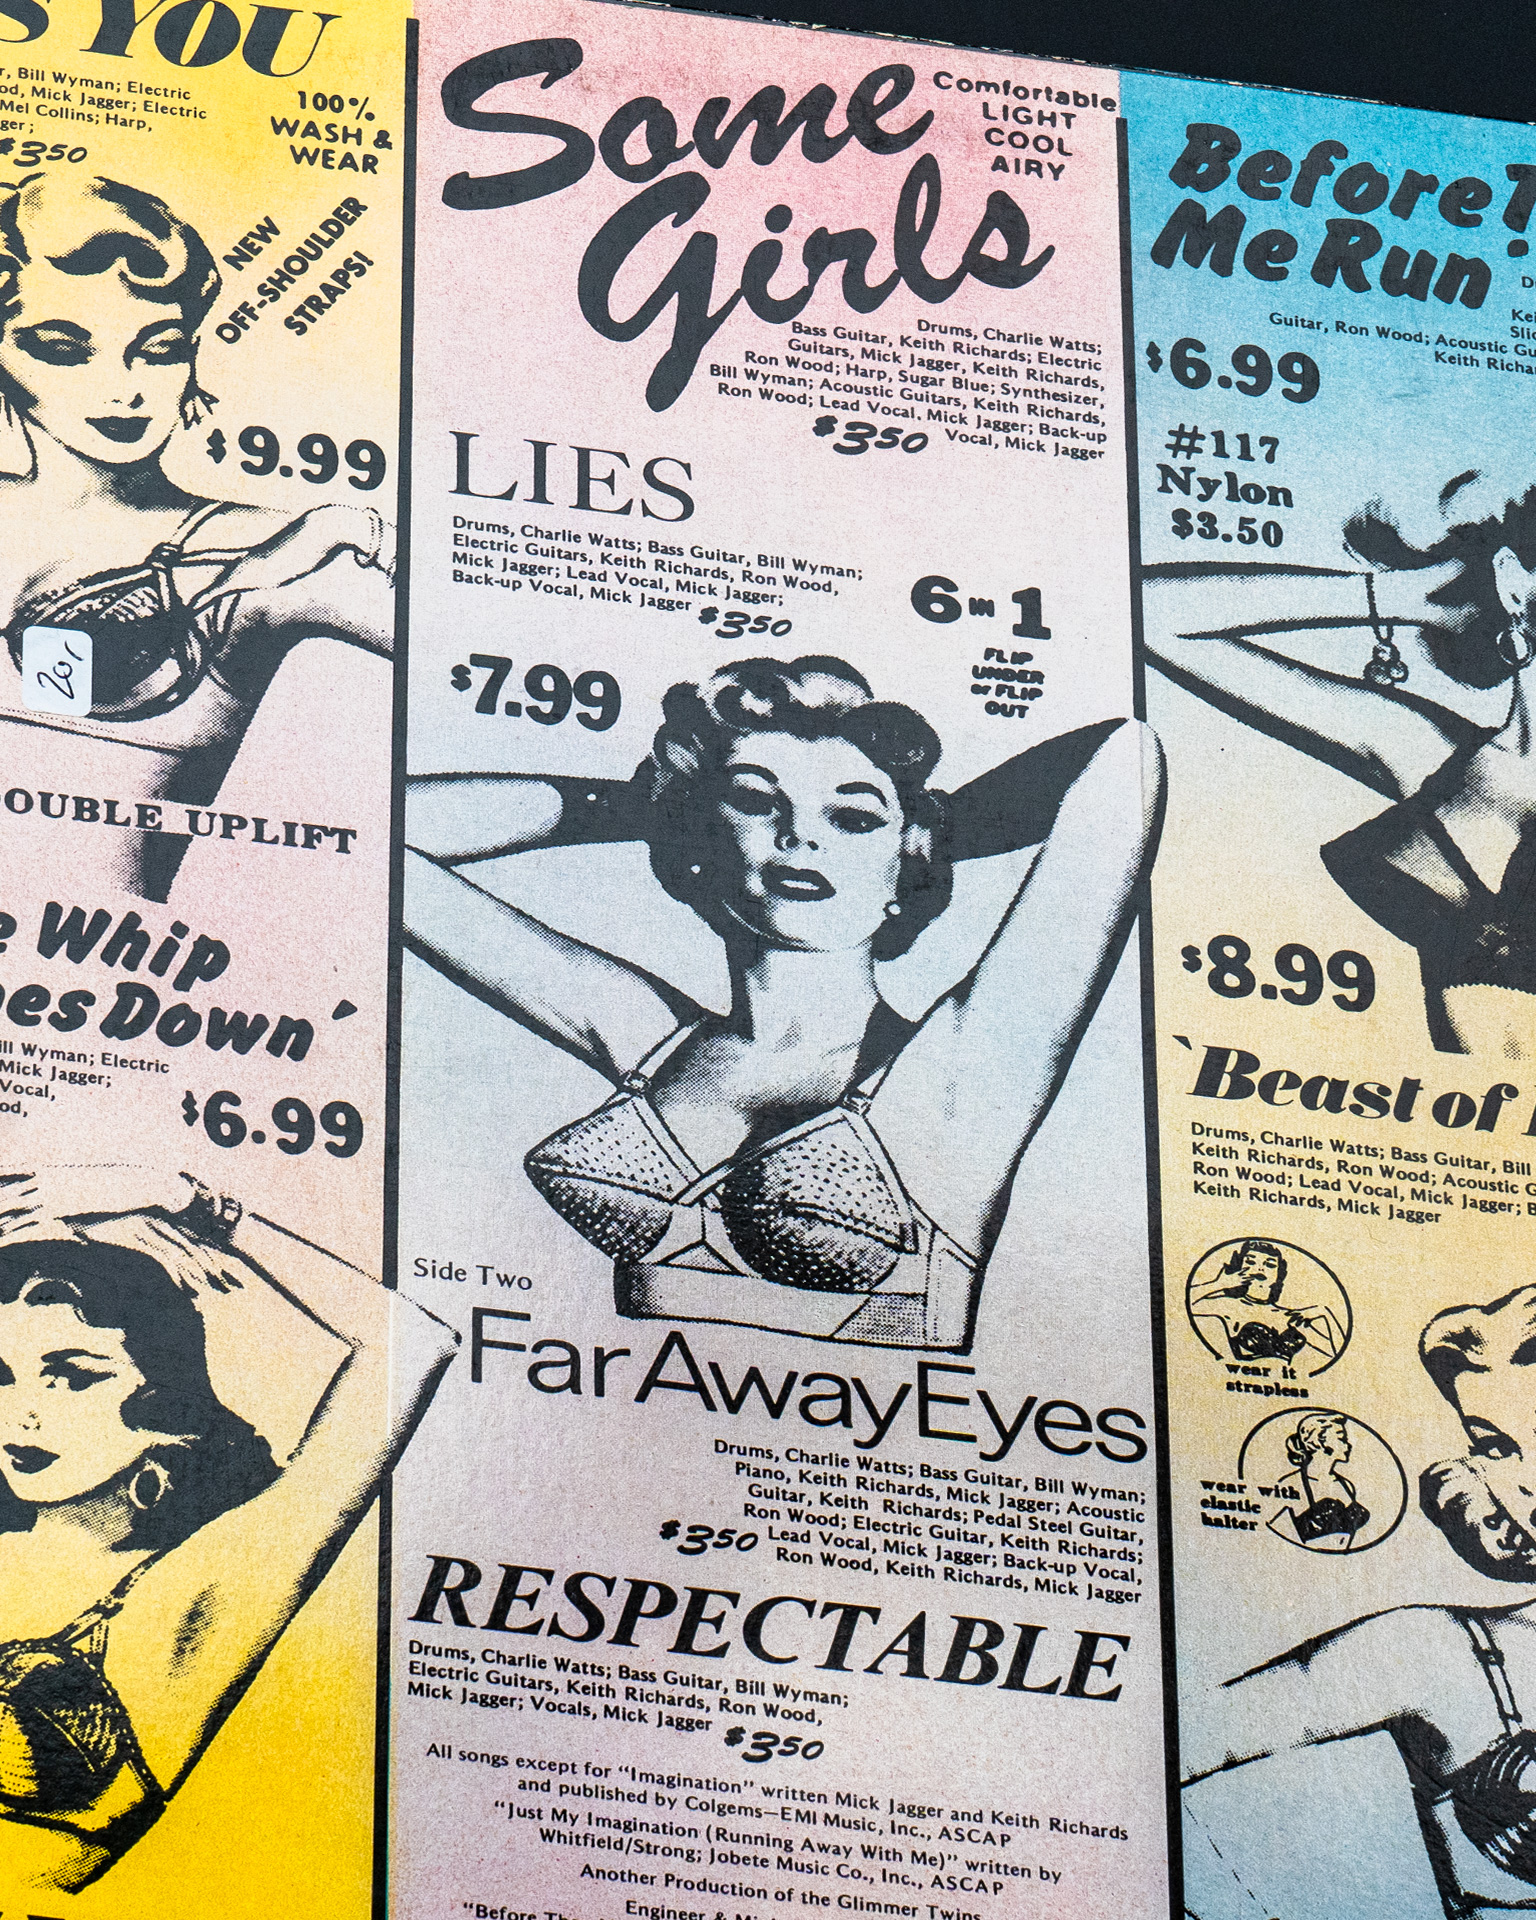 S YOU
r, Bill Wyman; Electric
od, Mick Jagger; Electric
Mel Collins; Harp,
ger;
$350
100%
WASH &
WEAR
NEW
OFF-SHOULDER
STRAPS!
$9.99
201
OUBLE UPLIFT
e Whip
es Down'
ill Wyman; Electric
Mick Jagger;
Vocal,
od,
$6.99
Some
Girls
Comfortable
LIGHT
COOL
AIRY
Drums, Charlie Watts;
Bass Guitar, Keith Richards; Electric
Guitars, Mick Jagger, Keith Richards,
Ron Wood; Harp, Sugar Blue; Synthesizer,
Bill Wyman; Acoustic Guitars, Keith Richards,
Ron Wood; Lead Vocal, Mick Jagger; Back-up
$350 Vocal, Mick Jagger
LIES
Drums, Charlie Watts; Bass Guitar, Bill Wyman;
Electric Guitars, Keith Richards, Ron Wood,
Mick Jagger; Lead Vocal, Mick Jagger;
Back-up Vocal, Mick Jagger $350
6 IN 1
FLIP
UNDER
or FLIP
OUT
$7.99
Side Two
Far Away Eyes
Drums, Charlie Watts; Bass Guitar, Bill Wyman;
Piano, Keith Richards, Mick Jagger; Acoustic
Guitar, Keith Richards; Pedal Steel Guitar,
Ron Wood; Electric Guitar, Keith Richards;
$350 Lead Vocal, Mick Jagger; Back-up Vocal,
Ron Wood, Keith Richards, Mick Jagger
RESPECTABLE
Drums, Charlie Watts; Bass Guitar, Bill Wyman;
Electric Guitars, Keith Richards, Ron Wood,
Mick Jagger; Vocals, Mick Jagger $350
All songs except for "Imagination" written Mick Jagger and Keith Richards
and published by Colgems—EMI Music, Inc., ASCAP
"Just My Imagination (Running Away With Me)" written by
Whitfield/Strong; Jobete Music Co., Inc., ASCAP
Another Production of the Glimmer Twins
Engineer &
"Before
Before T
Me Run'
D
Kei
Slid
Guitar, Ron Wood; Acoustic Gu
Keith Richar
$6.99
#117
Nylon
$3.50
$8.99
'Beast of
Drums, Charlie Watts; Bass Guitar, Bill
Keith Richards, Ron Wood; Acoustic G
Ron Wood; Lead Vocal, Mick Jagger; B
Keith Richards, Mick Jagger
wear it
strapless
wear with
elastic
halter